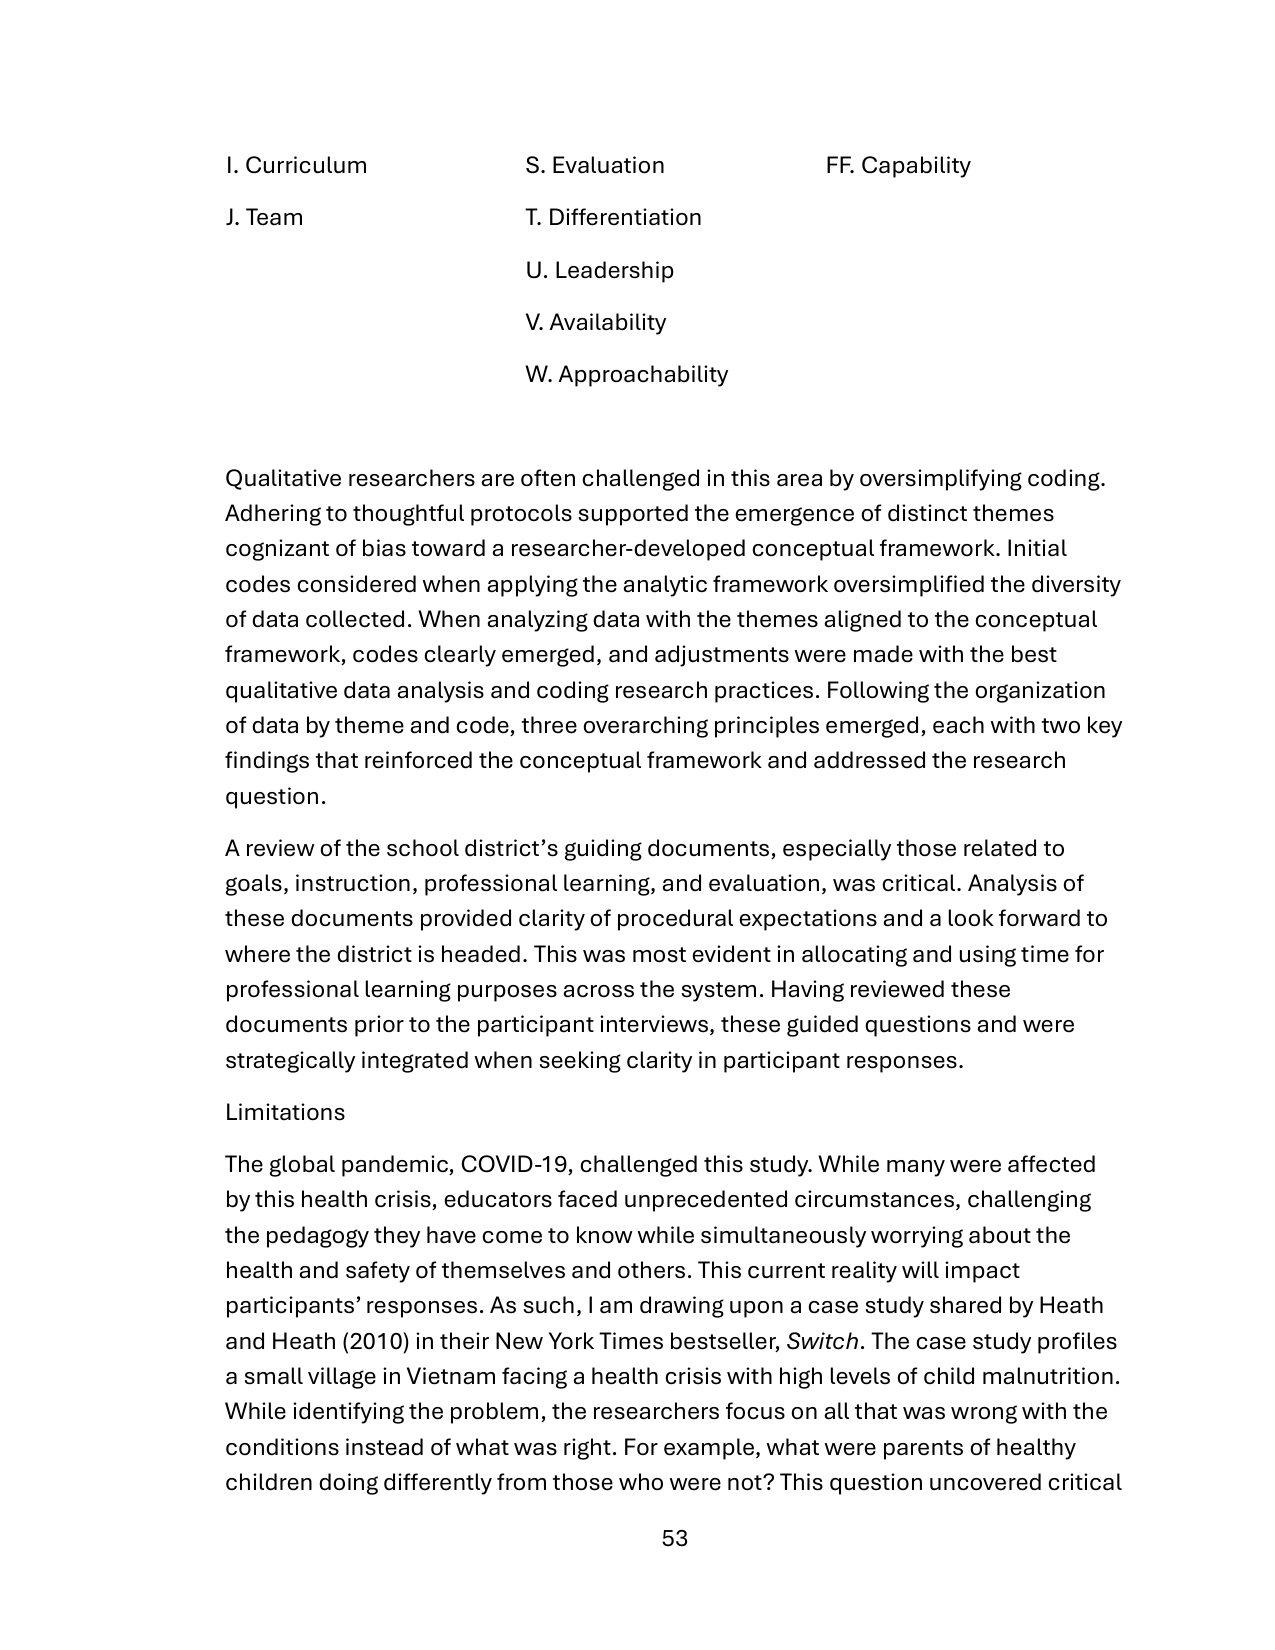 I. Curriculum S. Evaluation FF. Capability
J. Team T. Differentiation
U. Leadership
V. Availability
W. Approachability
Qualitative researchers are often challenged in this area by oversimplifying coding.
Adhering to thoughtful protocols supported the emergence of distinct themes
cognizant of bias toward a researcher-developed conceptual framework. Initial
codes considered when applying the analytic framework oversimplified the diversity
of data collected. When analyzing data with the themes aligned to the conceptual
framework, codes clearly emerged, and adjustments were made with the best
qualitative data analysis and coding research practices. Following the organization
of data by theme and code, three overarching principles emerged, each with two key
findings that reinforced the conceptual framework and addressed the research
question.
A review of the school district’s guiding documents, especially those related to
goals, instruction, professional learning, and evaluation, was critical. Analysis of
these documents provided clarity of procedural expectations and a look forward to
where the district is headed. This was most evident in allocating and using time for
professional learning purposes across the system. Having reviewed these
documents prior to the participant interviews, these guided questions and were
strategically integrated when seeking clarity in participant responses.
Limitations
The global pandemic, COVID-19, challenged this study. While many were affected
by this health crisis, educators faced unprecedented circumstances, challenging
the pedagogy they have come to know while simultaneously worrying about the
health and safety of themselves and others. This current reality will impact
participants’ responses. As such, I am drawing upon a case study shared by Heath
and Heath (2010) in their New York Times bestseller, Switch. The case study profiles
a small village in Vietnam facing a health crisis with high levels of child malnutrition.
While identifying the problem, the researchers focus on all that was wrong with the
conditions instead of what was right. For example, what were parents of healthy
children doing differently from those who were not? This question uncovered critical
53